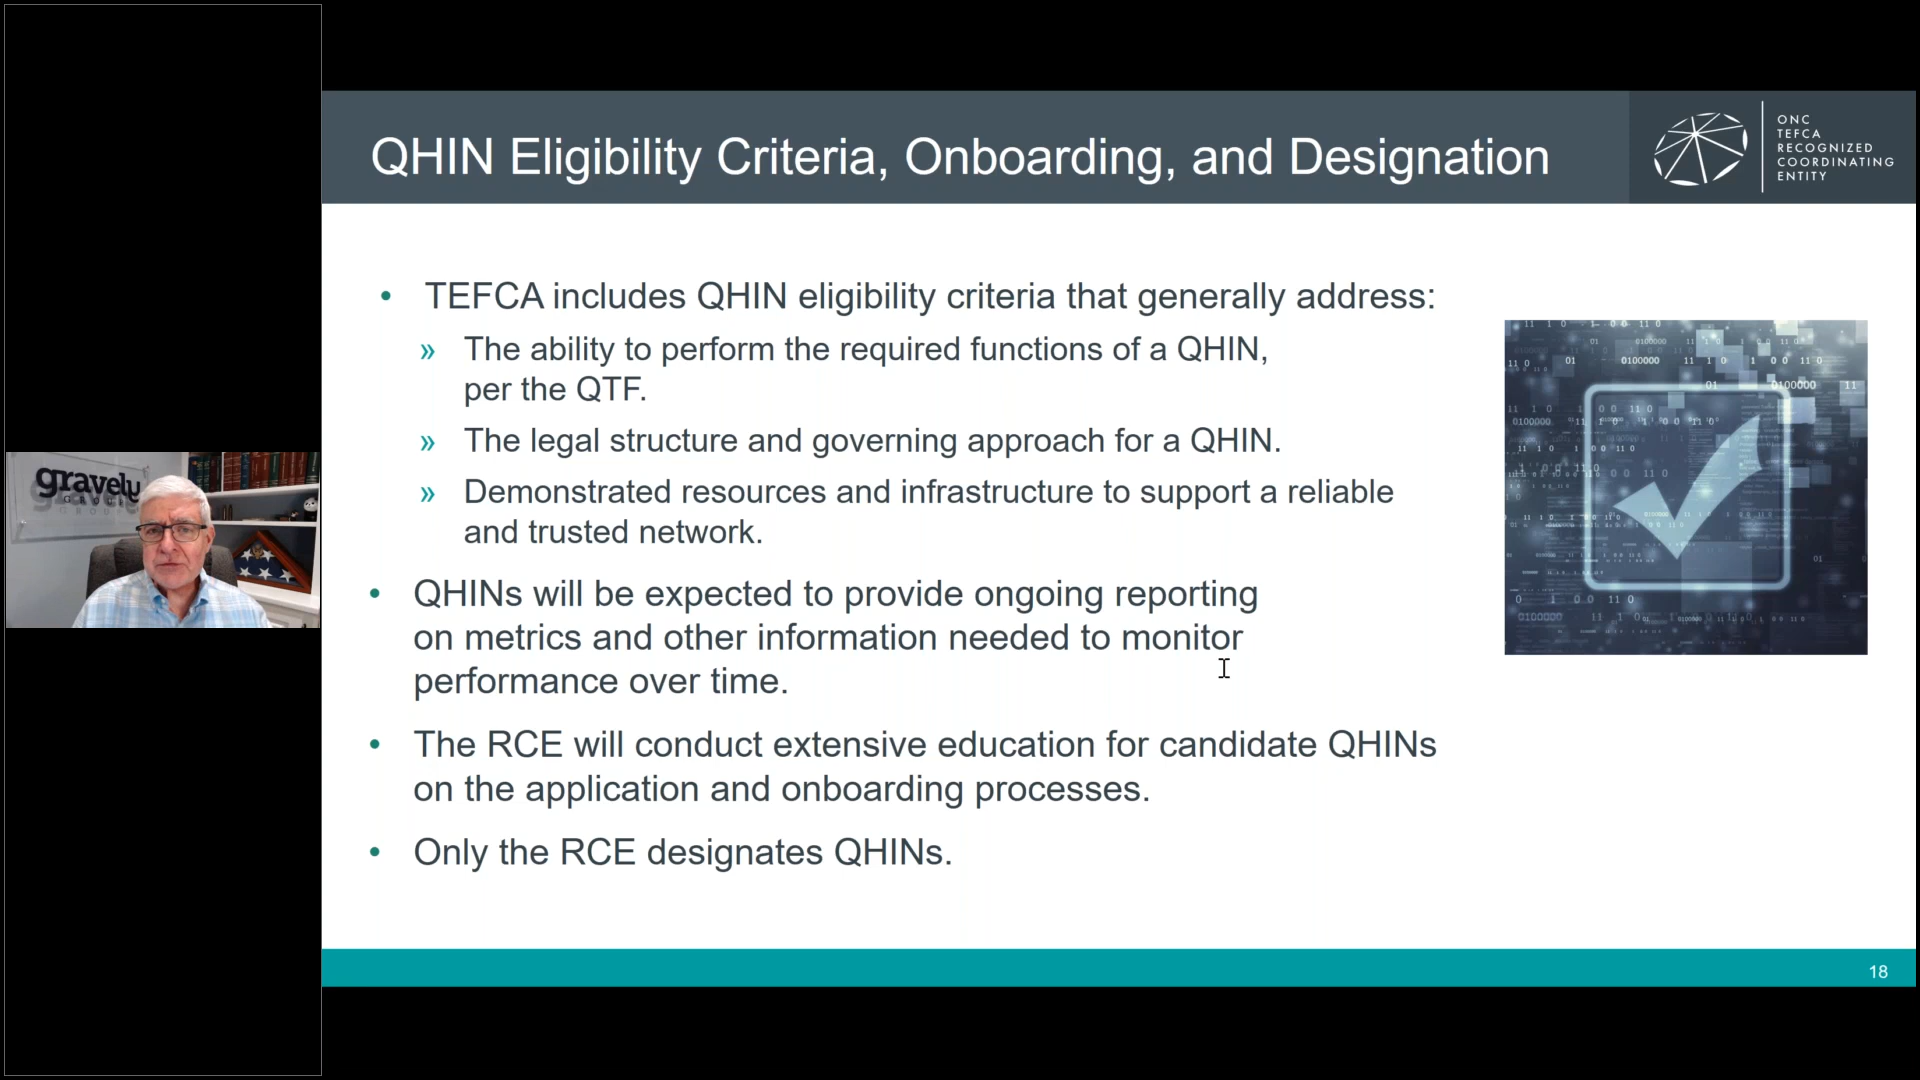 QHIN Eligibility Criteria, Onboarding, and Designation
ONC
TEFCA
RECOGNIZED
COORDINATING
ENTITY
• TEFCA includes QHIN eligibility criteria that generally address:
» The ability to perform the required functions of a QHIN,
per the QTF.
» The legal structure and governing approach for a QHIN.
» Demonstrated resources and infrastructure to support a reliable
and trusted network.
• QHINs will be expected to provide ongoing reporting
on metrics and other information needed to monitor
performance over time.
• The RCE will conduct extensive education for candidate QHINs
on the application and onboarding processes.
• Only the RCE designates QHINs.
18
gravely
GROUP